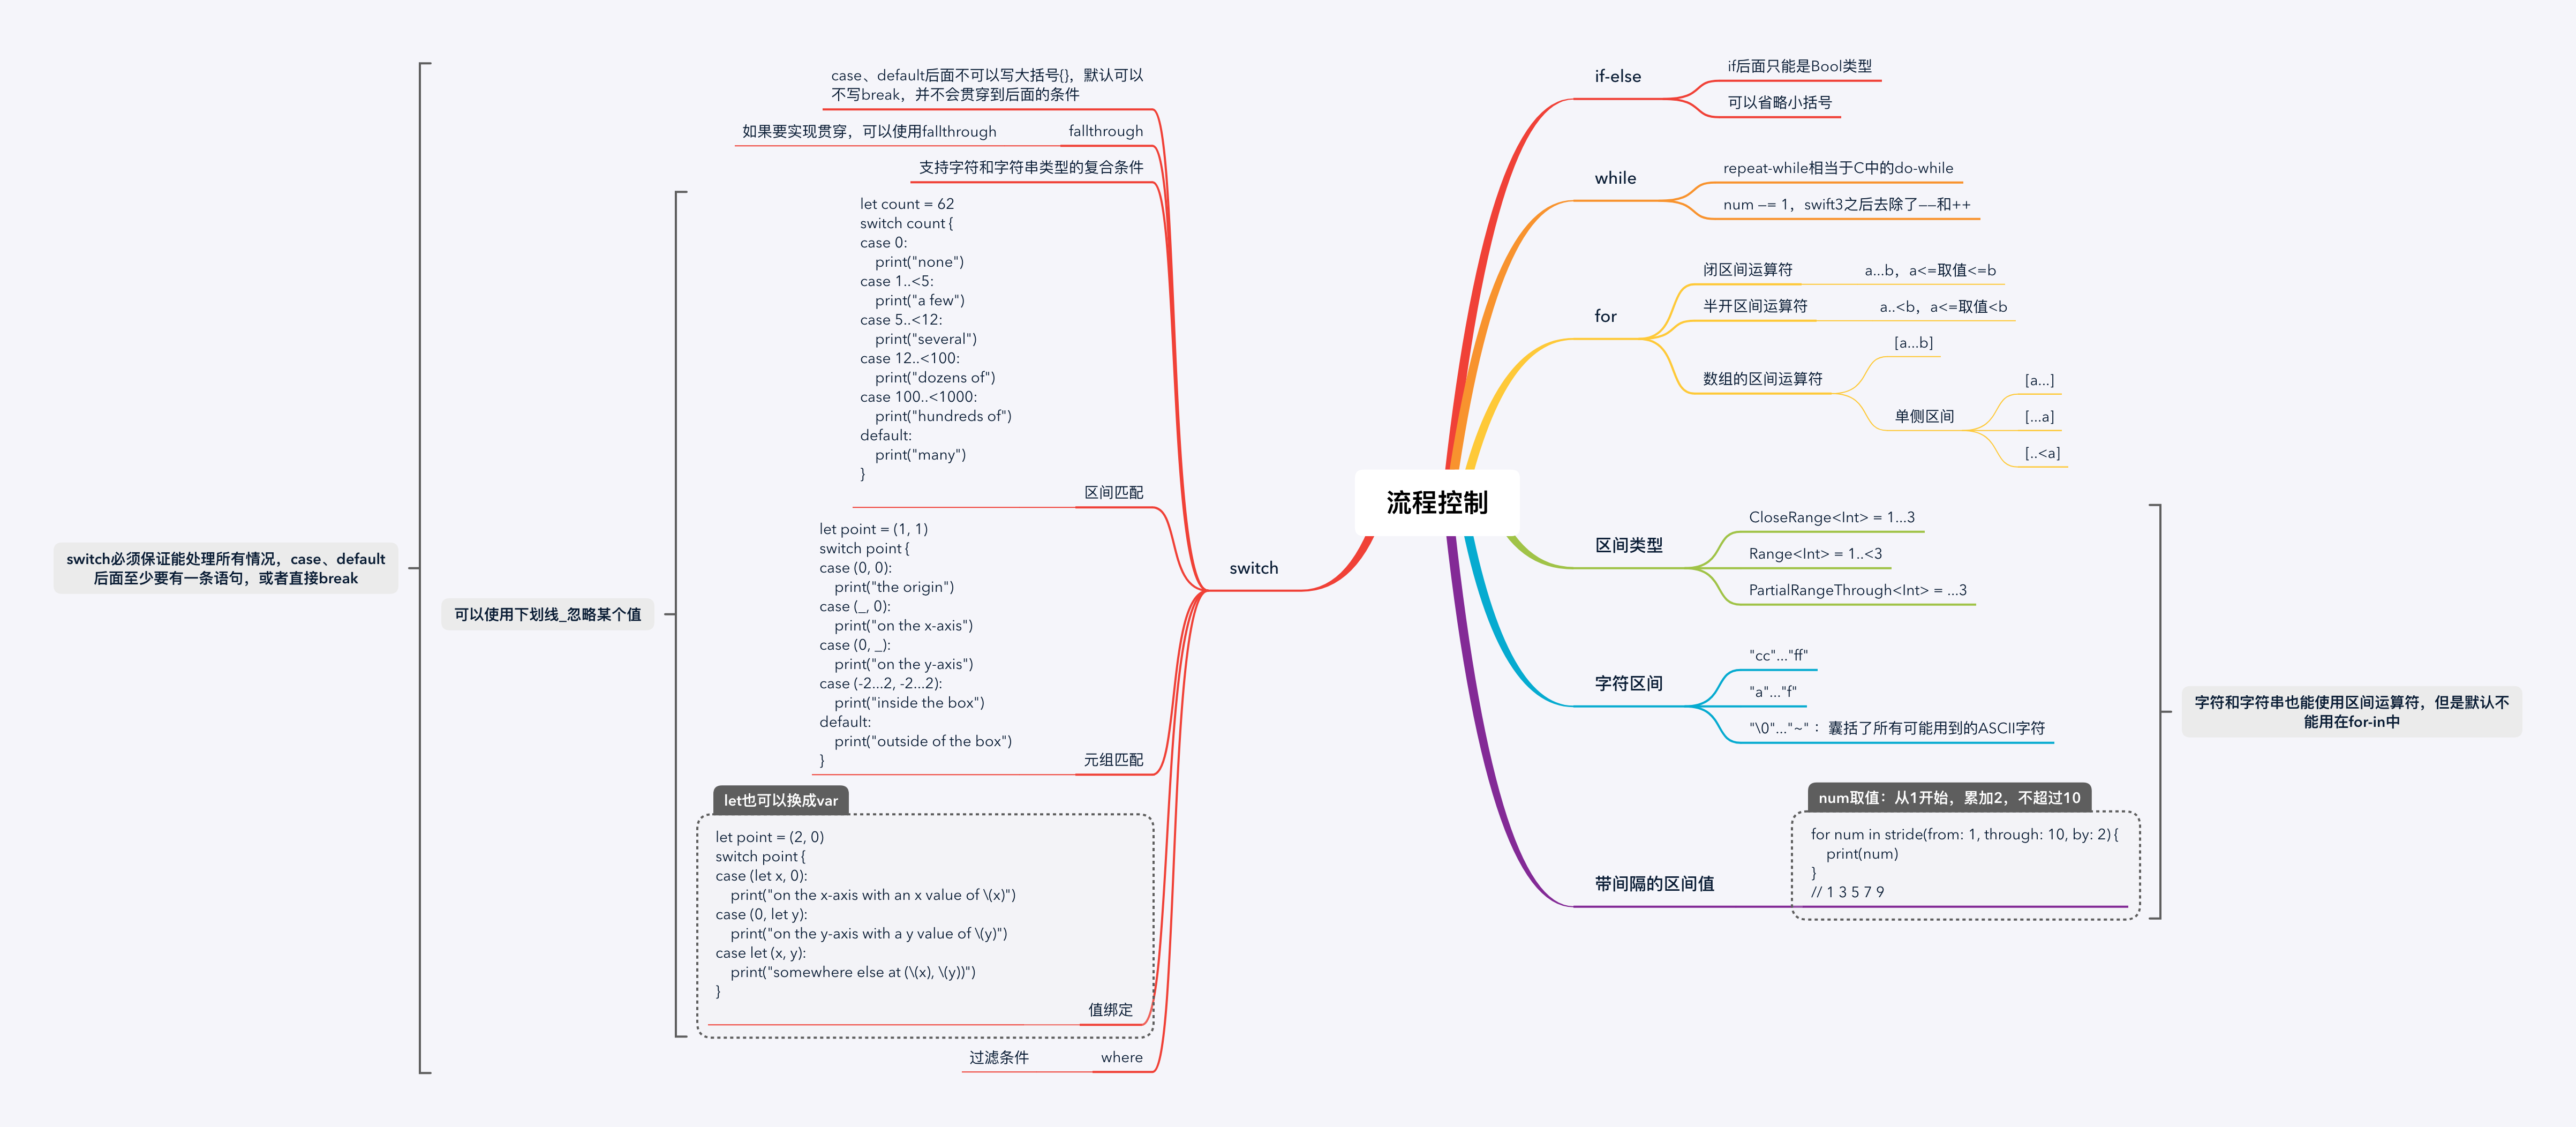 流程控制
if-else
if后面只能是Bool类型
可以省略小括号
while
repeat-while相当于C中的do-while
num —= 1，swift3之后去除了——和++
for
闭区间运算符
a...b，a<=取值<=b
半开区间运算符
a..<b，a<=取值<b
数组的区间运算符
[a...b]
单侧区间
[a...]
[...a]
[..<a]
区间类型
CloseRange<Int> = 1...3
Range<Int> = 1..<3
PartialRangeThrough<Int> = ...3
字符区间
"cc"..."ff"
"a"..."f"
"\0"..."~"： 囊括了所有可能用到的ASCII字符
带间隔的区间值
num取值：从1开始，累加2，不超过10
for num in stride(from: 1, through: 10, by: 2) {
    print(num)
}
// 1 3 5 7 9
字符和字符串也能使用区间运算符，但是默认不
能用在for-in中
switch
case、default后面不可以写大括号{}，默认可以
不写break，并不会贯穿到后面的条件
fallthrough
如果要实现贯穿，可以使用fallthrough
支持字符和字符串类型的复合条件
区间匹配
let count = 62
switch count {
case 0:
    print("none")
case 1..<5:
    print("a few")
case 5..<12:
    print("several")
case 12..<100:
    print("dozens of")
case 100..<1000:
    print("hundreds of")
default:
    print("many")
}
元组匹配
let point = (1, 1)
switch point {
case (0, 0):
    print("the origin")
case (_, 0):
    print("on the x-axis")
case (0, _):
    print("on the y-axis")
case (-2...2, -2...2):
    print("inside the box")
default:
    print("outside of the box")
}
值绑定
let也可以换成var
let point = (2, 0)
switch point {
case (let x, 0):
    print("on the x-axis with an x value of \(x)")
case (0, let y):
    print("on the y-axis with a y value of \(y)")
case let (x, y):
    print("somewhere else at (\(x), \(y))")
}
where
过滤条件
可以使用下划线_忽略某个值
switch必须保证能处理所有情况，case、default
后面至少要有一条语句，或者直接break